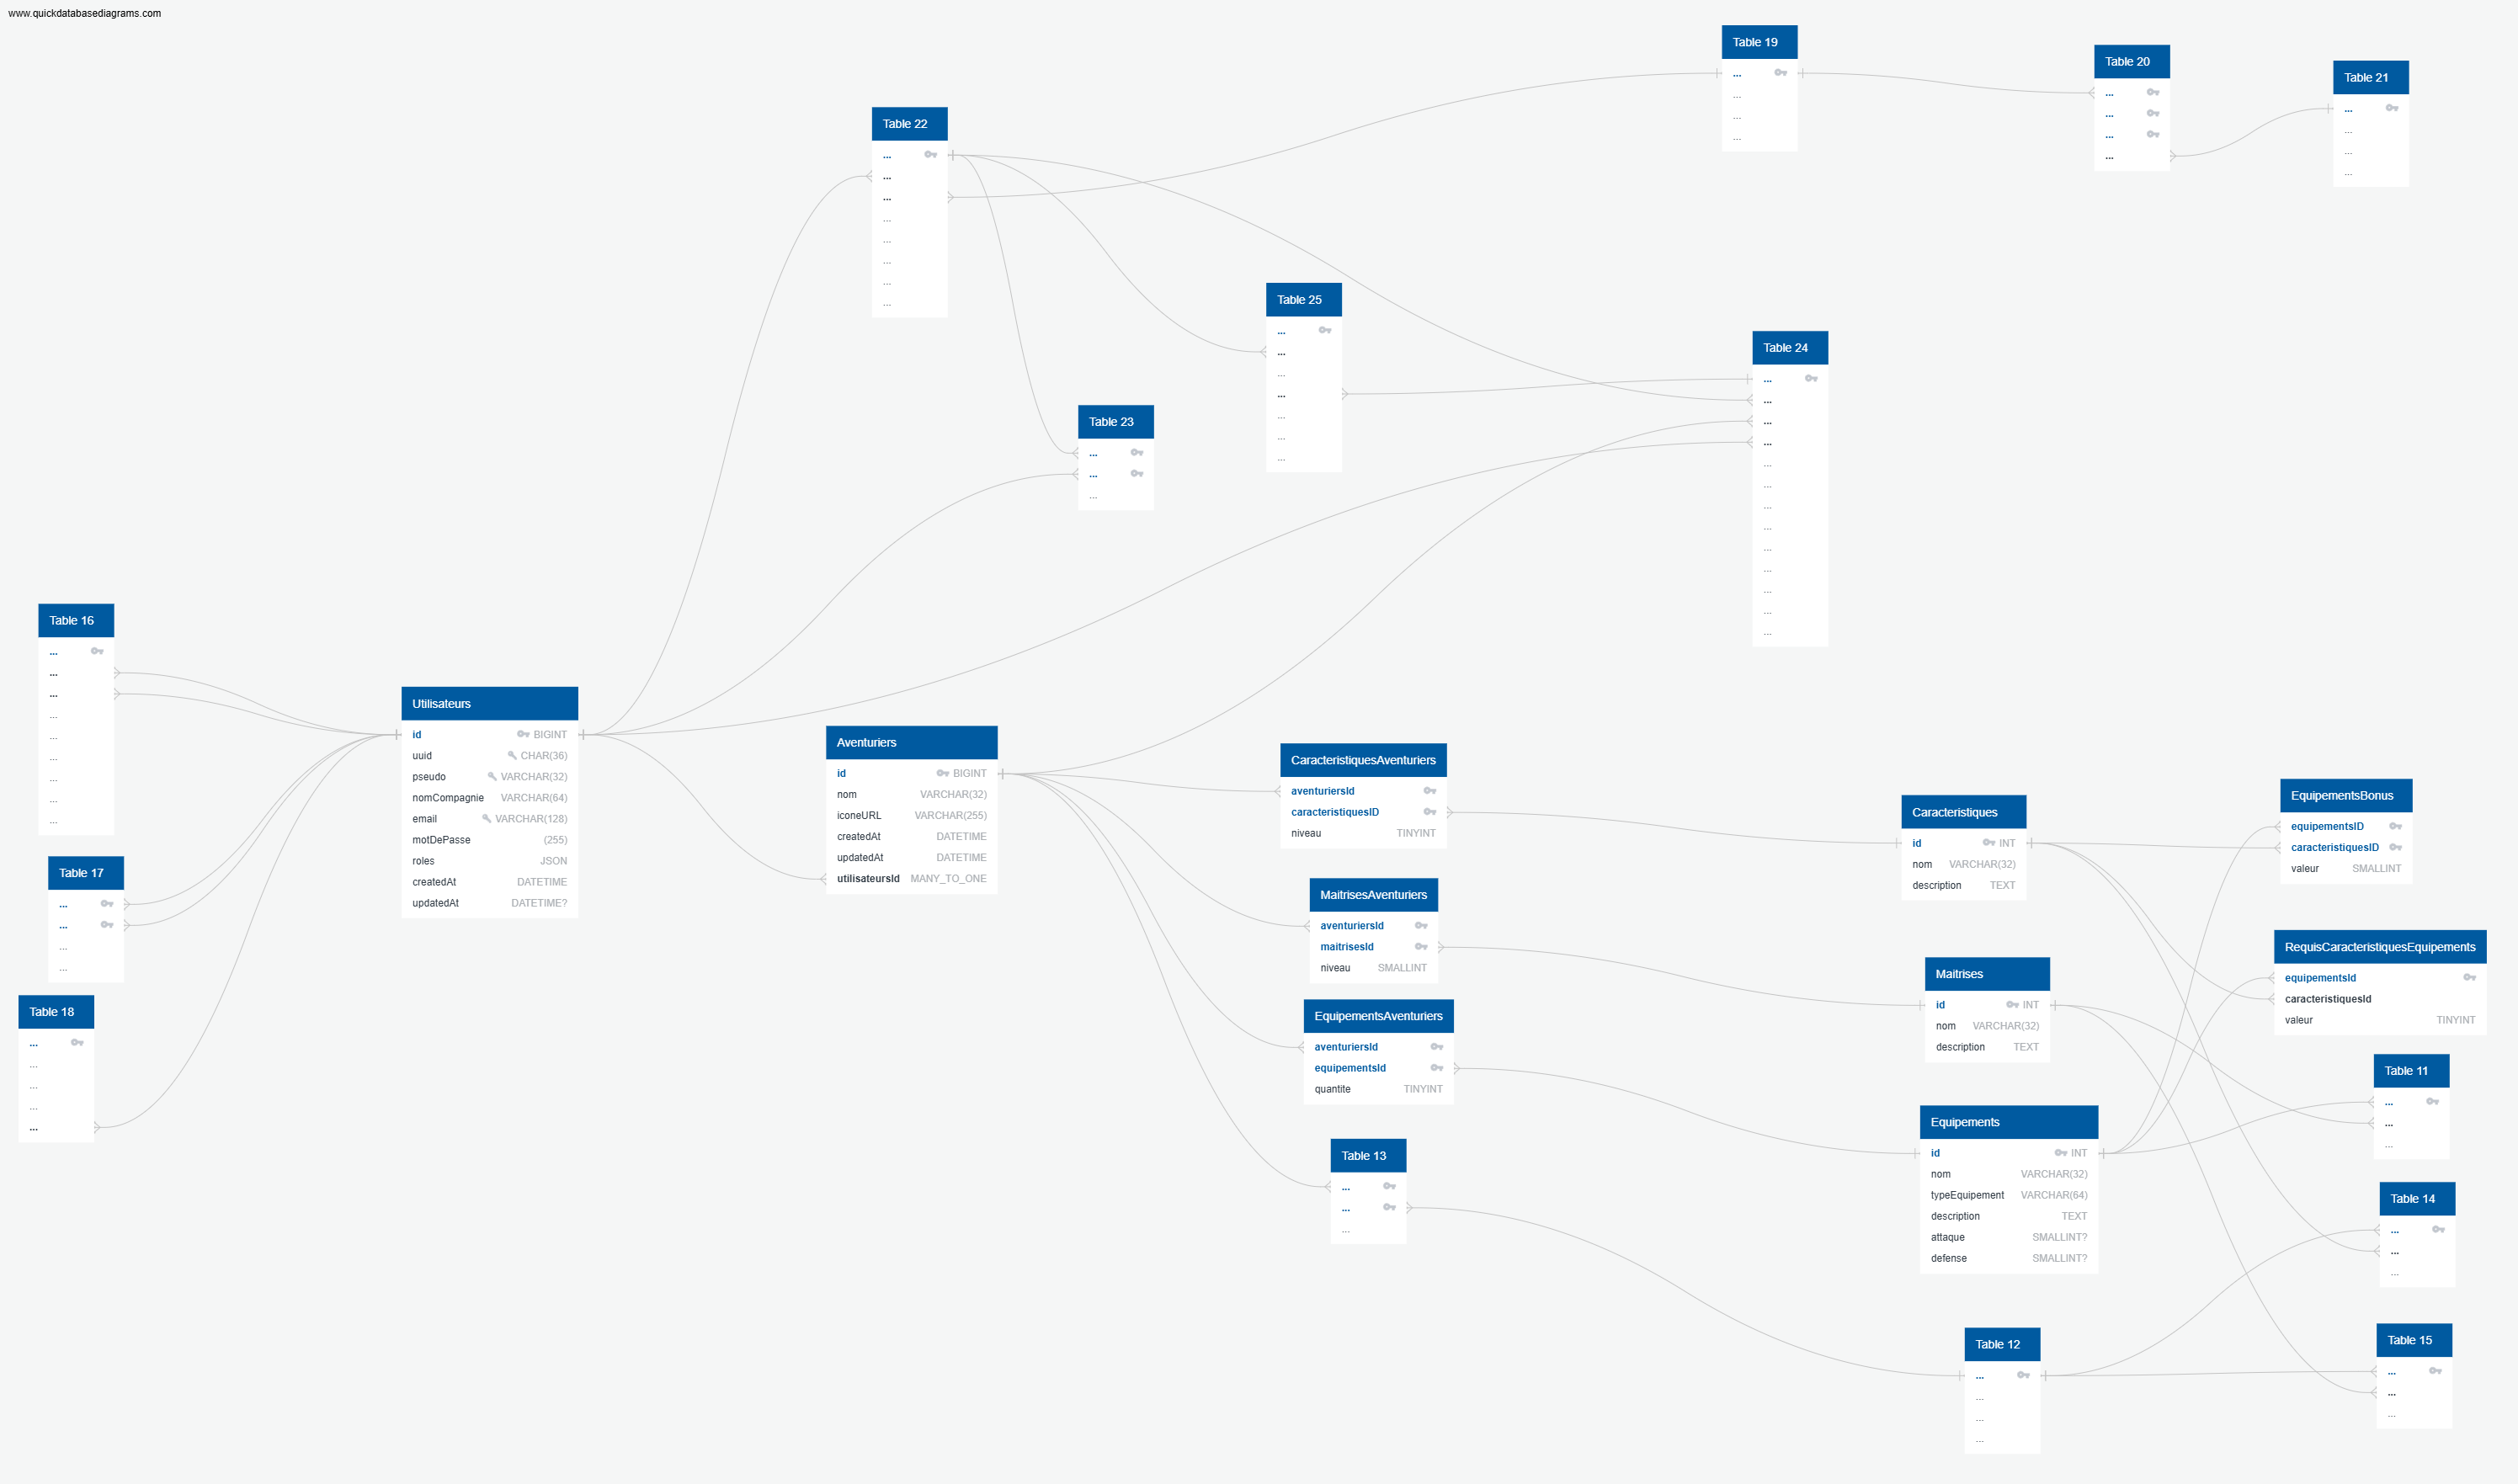 www.quickdatabasediagrams.com
Table 19
...
...
...
...
Table 20
...
...
...
...
Table 21
...
...
...
...
Table 22
...
...
...
...
...
...
...
...
Table 25
...
...
...
...
...
...
...
Table 24
...
...
...
...
...
...
...
...
...
...
...
...
...
Table 23
...
...
...
Table 16
...
...
...
...
...
...
...
...
...
Utilisateurs
id BIGINT
uuid CHAR(36)
pseudo VARCHAR(32)
nomCompagnie VARCHAR(64)
email VARCHAR(128)
motDePasse (255)
roles JSON
createdAt DATETIME
updatedAt DATETIME?
Table 17
...
...
...
...
Table 18
...
...
...
...
...
Aventuriers
id BIGINT
nom VARCHAR(32)
iconeURL VARCHAR(255)
createdAt DATETIME
updatedAt DATETIME
utilisateursId MANY_TO_ONE
CaracteristiquesAventuriers
aventuriersId
caracteristiquesID
niveau TINYINT
MaitrisesAventuriers
aventuriersId
maitrisesId
niveau SMALLINT
EquipementsAventuriers
aventuriersId
equipementsId
quantite TINYINT
Table 13
...
...
...
Caracteristiques
id INT
nom VARCHAR(32)
description TEXT
Maitrises
id INT
nom VARCHAR(32)
description TEXT
Equipements
id INT
nom VARCHAR(32)
typeEquipement VARCHAR(64)
description TEXT
attaque SMALLINT?
defense SMALLINT?
Table 12
...
...
...
...
EquipementsBonus
equipementsID
caracteristiquesID
valeur SMALLINT
RequisCaracteristiquesEquipements
equipementsId
caracteristiquesId
valeur TINYINT
Table 11
...
...
...
Table 14
...
...
...
Table 15
...
...
...